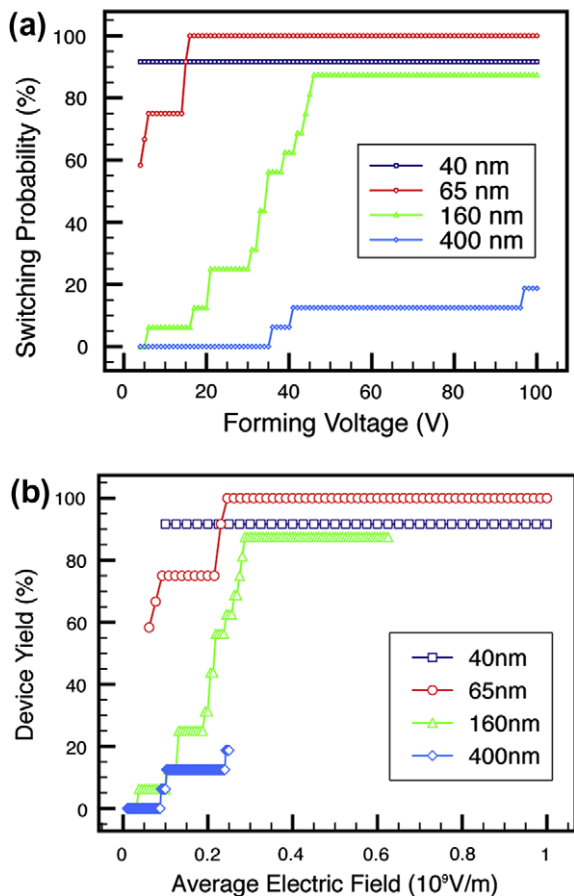 (a)
100
80
60
40
20
0
Switching Probability (%)
40 nm
65 nm
160 nm
400 nm
0 20 40 60 80 100
Forming Voltage (V)
(b)
100
80
60
40
20
0
Device Yield (%)
40nm
65nm
160nm
400nm
0 0.2 0.4 0.6 0.8 1
Average Electric Field (10⁹V/m)